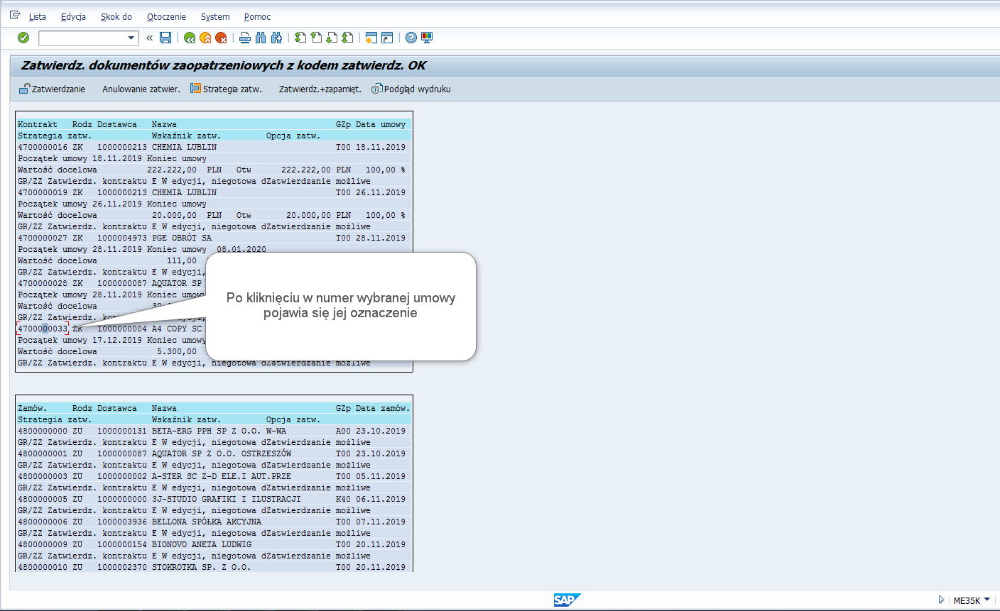 Lista Edycja Skok do Otoczenie System Pomoc
Zatwierdz. dokumentów zaopatrzeniowych z kodem zatwierdz. OK
Zatwierdzanie Anulowanie zatwier. Strategia zatw. Zatwierdz.+zapamięt. Podgląd wydruku
Kontrakt Rodz Dostawca Nazwa GZp Data umowy
Strategia zatw. Wskaźnik zatw. Opcja zatw.
4700000016 ZK 1000000213 CHEMIA LUBLIN T00 18.11.2019
Początek umowy 18.11.2019 Koniec umowy
Wartość docelowa 222.222,00 PLN Otw 222.222,00 PLN 100,00 %
GR/ZZ Zatwierdz. kontraktu E W edycji, niegotowa dZatwierdzanie możliwe
4700000019 ZK 1000000213 CHEMIA LUBLIN T00 26.11.2019
Początek umowy 26.11.2019 Koniec umowy
Wartość docelowa 20.000,00 PLN Otw 20.000,00 PLN 100,00 %
GR/ZZ Zatwierdz. kontraktu E W edycji, niegotowa dZatwierdzanie możliwe
4700000027 ZK 1000004973 PGE OBRÓT SA T00 28.11.2019
Początek umowy 28.11.2019 Koniec umowy 08.01.2020
Wartość docelowa 111,00
GR/ZZ Zatwierdz. kontraktu E W edycji,
4700000028 ZK 1000000087 AQUATOR SP
Początek umowy 28.11.2019 Koniec umowy
Wartość docelowa
GR/ZZ Zatwierdz.
4700000033 ZK 1000000004 A4 COPY SC
Początek umowy 17.12.2019 Koniec umowy
Wartość docelowa 5.300,00
GR/ZZ Zatwierdz. kontraktu E W edycji, niegotowa dZatwierdzanie możliwe
Po kliknięciu w numer wybranej umowy
pojawia się jej oznaczenie
Zamów. Rodz Dostawca Nazwa GZp Data zamów.
Strategia zatw. Wskaźnik zatw. Opcja zatw.
4800000000 ZU 1000000131 BETA-ERG PPH SP Z O.O. W-WA A00 23.10.2019
GR/ZZ Zatwierdz. kontraktu E W edycji, niegotowa dZatwierdzanie możliwe
4800000001 ZU 1000000087 AQUATOR SP Z O.O. OSTRZESZÓW T00 23.10.2019
GR/ZZ Zatwierdz. kontraktu E W edycji, niegotowa dZatwierdzanie możliwe
4800000003 ZU 1000000002 A-STER SC Z-D ELE.I AUT.PRZE T00 05.11.2019
GR/ZZ Zatwierdz. kontraktu E W edycji, niegotowa dZatwierdzanie możliwe
4800000005 ZU 1000000000 3J-STUDIO GRAFIKI I ILUSTRACJI K40 06.11.2019
GR/ZZ Zatwierdz. kontraktu E W edycji, niegotowa dZatwierdzanie możliwe
4800000006 ZU 1000003936 BELLONA SPÓŁKA AKCYJNA T00 07.11.2019
GR/ZZ Zatwierdz. kontraktu E W edycji, niegotowa dZatwierdzanie możliwe
4800000009 ZU 1000000154 BIONOVO ANETA LUDWIG T00 20.11.2019
GR/ZZ Zatwierdz. kontraktu E W edycji, niegotowa dZatwierdzanie możliwe
4800000010 ZU 1000002370 STOKROTKA SP. Z O.O. T00 20.11.2019
SAP ME35K